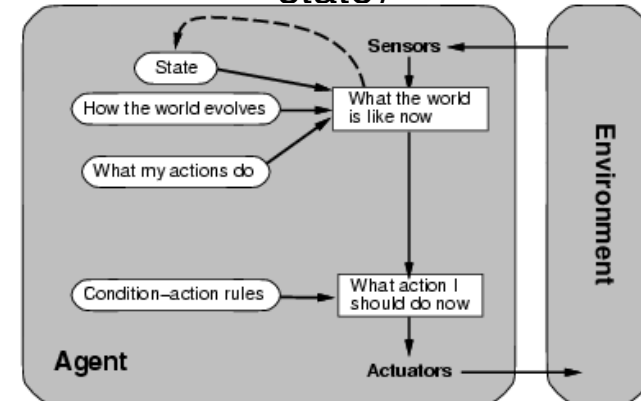 state/
Sensors
State
What the world
is like now
How the world evolves
What my actions do
Environment
Condition–action rules
What action I
should do now
Agent
Actuators